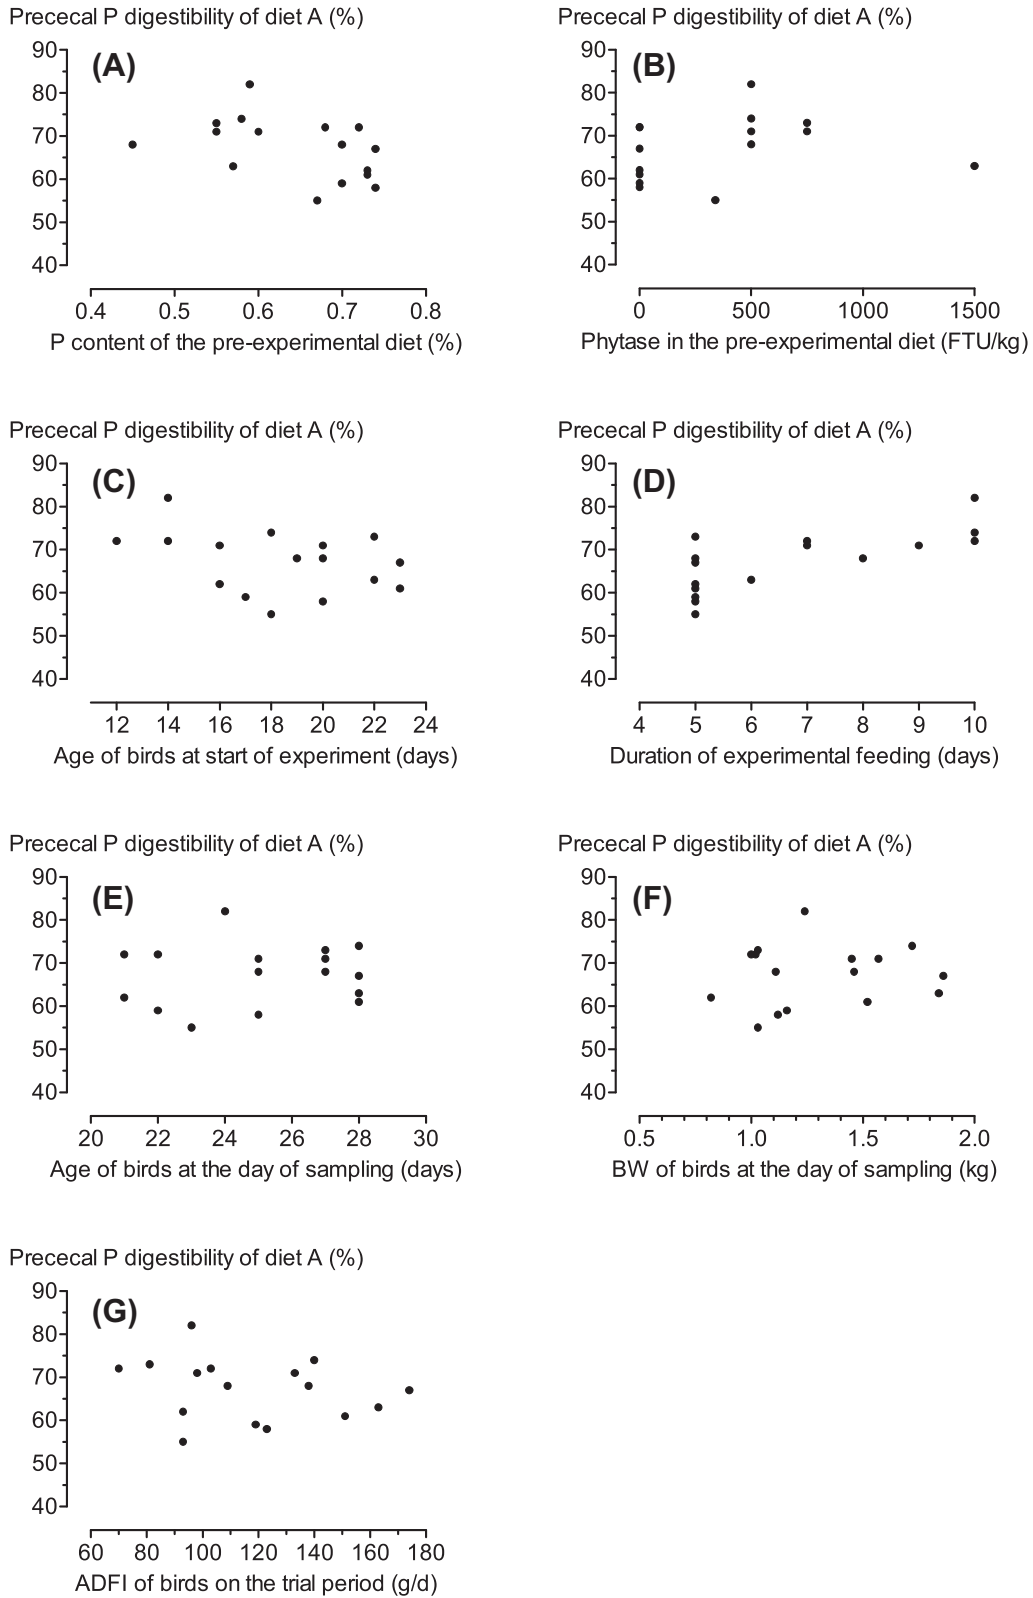 Prececal P digestibility of diet A (%)
90
(A)
80
70
60
50
40
0.4 0.5 0.6 0.7 0.8
P content of the pre-experimental diet (%)
Prececal P digestibility of diet A (%)
90
(B)
80
70
60
50
40
0 500 1000 1500
Phytase in the pre-experimental diet (FTU/kg)
Prececal P digestibility of diet A (%)
90
(C)
80
70
60
50
40
12 14 16 18 20 22 24
Age of birds at start of experiment (days)
Prececal P digestibility of diet A (%)
90
(D)
80
70
60
50
40
4 5 6 7 8 9 10
Duration of experimental feeding (days)
Prececal P digestibility of diet A (%)
90
(E)
80
70
60
50
40
20 22 24 26 28 30
Age of birds at the day of sampling (days)
Prececal P digestibility of diet A (%)
90
(F)
80
70
60
50
40
0.5 1.0 1.5 2.0
BW of birds at the day of sampling (kg)
Prececal P digestibility of diet A (%)
90
(G)
80
70
60
50
40
60 80 100 120 140 160 180
ADFI of birds on the trial period (g/d)